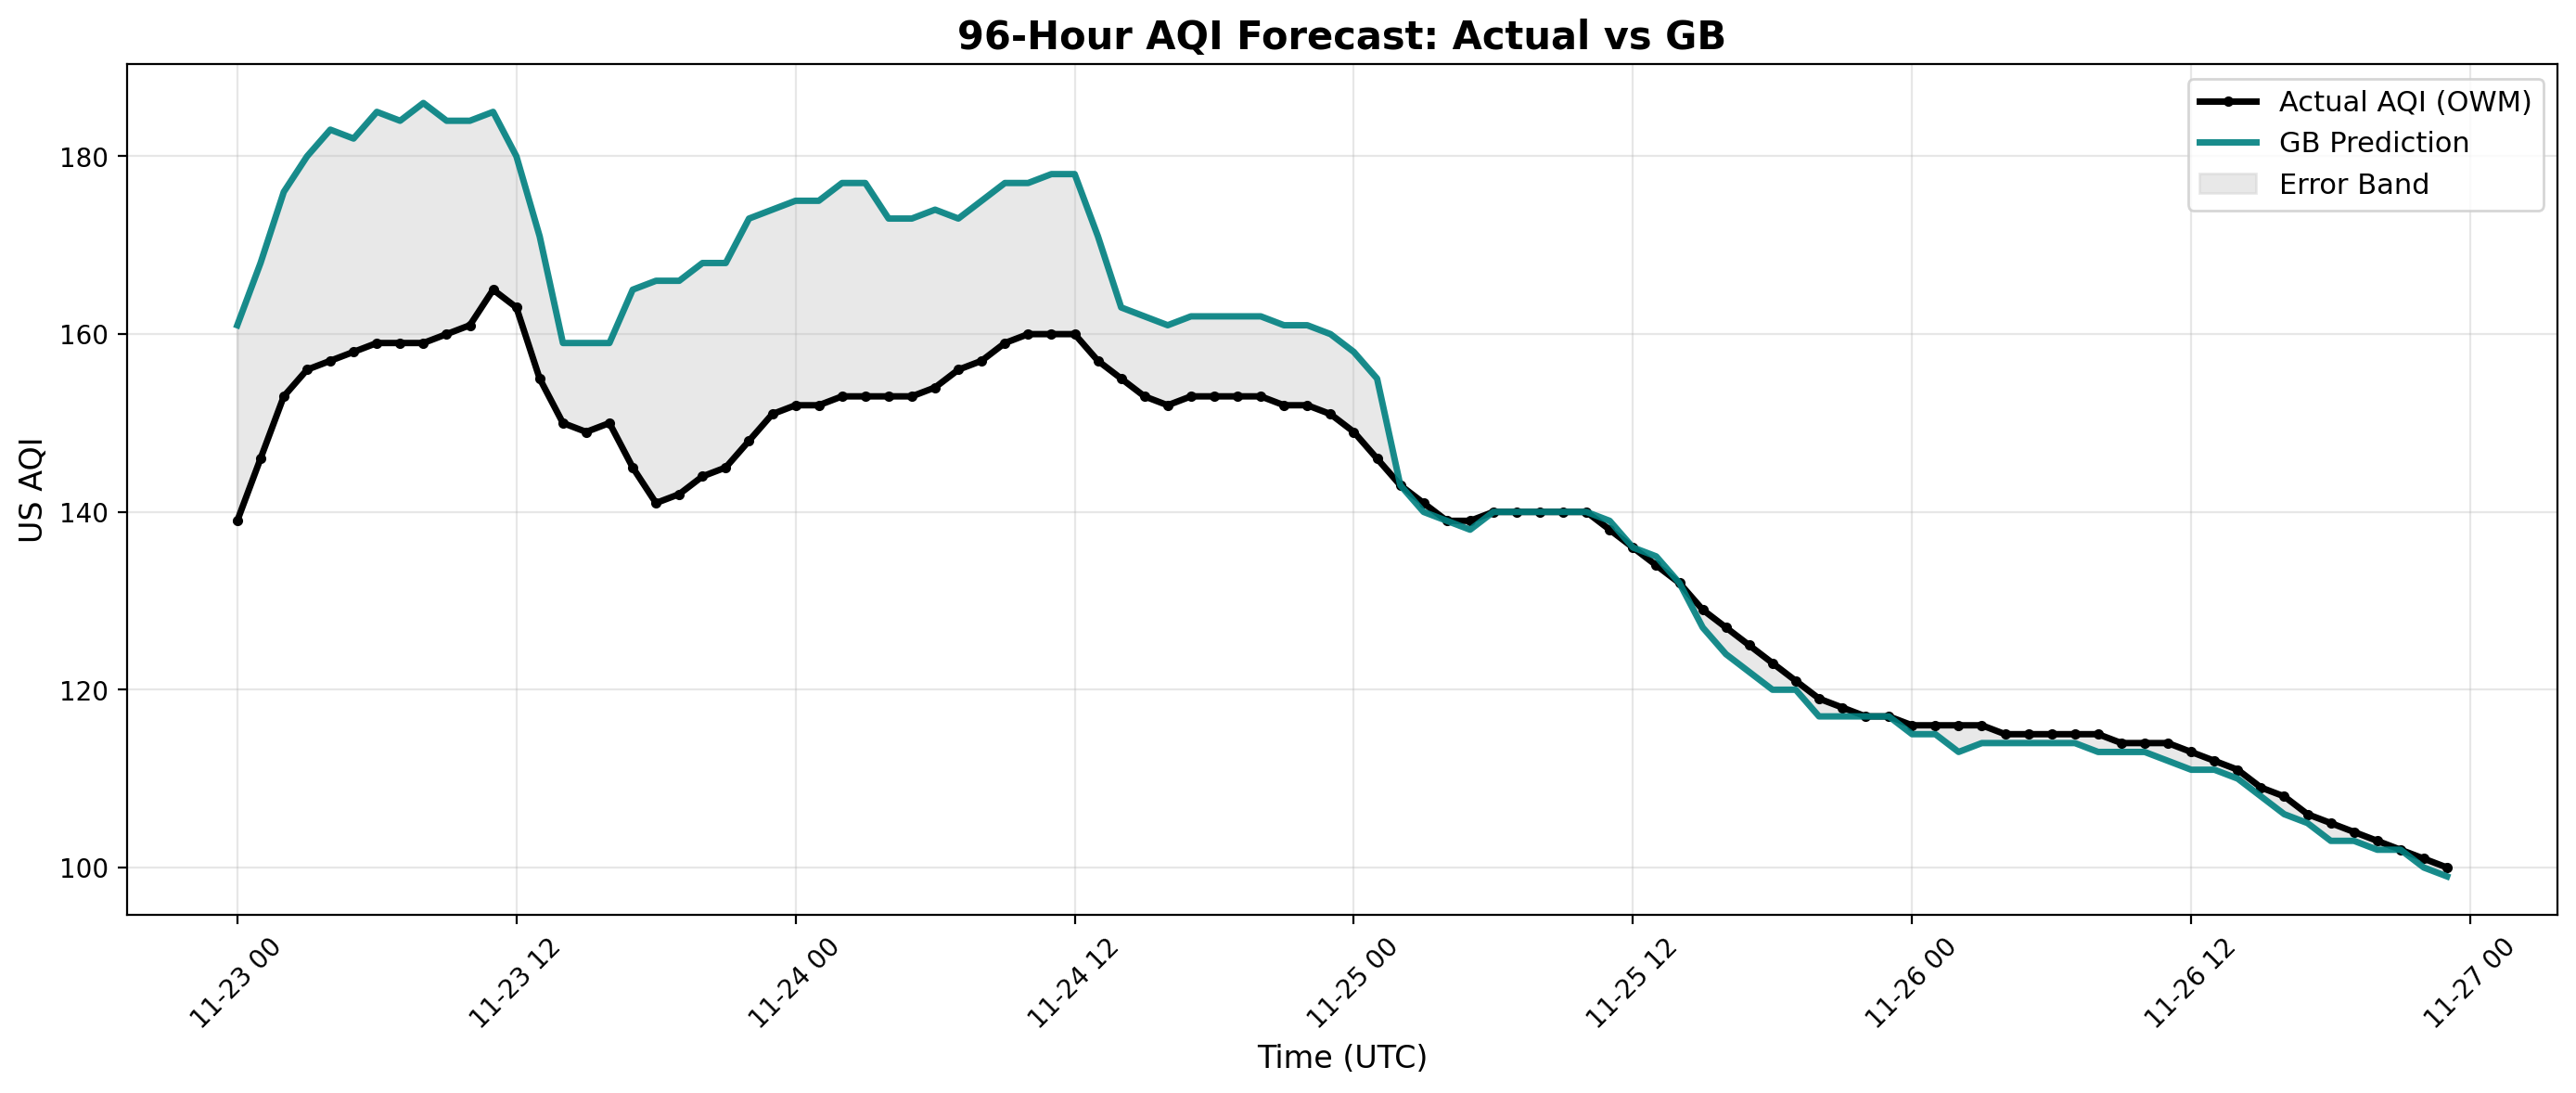 96-Hour AQI Forecast: Actual vs GB
Actual AQI (OWM)
GB Prediction
Error Band
US AQI
180
160
140
120
100
11-23 00
11-23 12
11-24 00
11-24 12
11-25 00
11-25 12
11-26 00
11-26 12
11-27 00
Time (UTC)